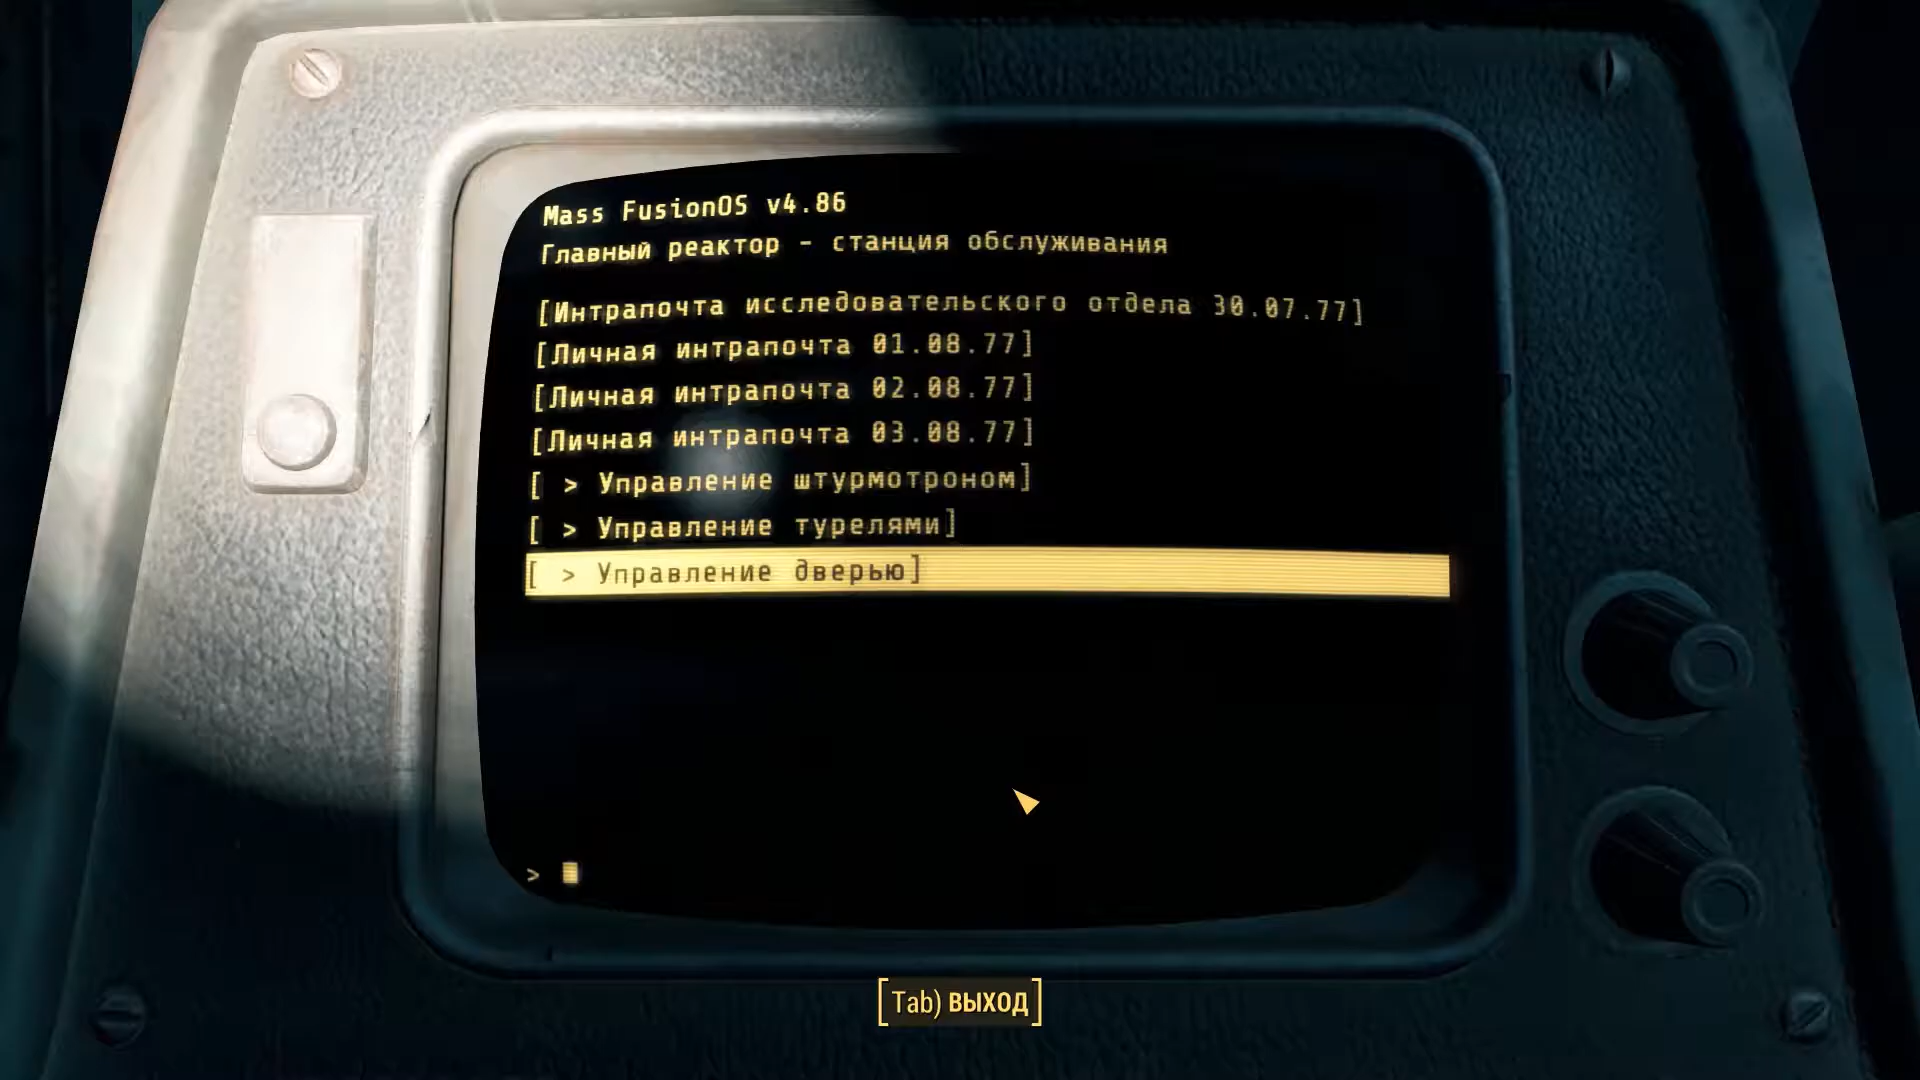 Mass FusionOS v4.86
Главный реактор - станция обслуживания
[Интрапочта исследовательского отдела 30.07.77]
[Личная интрапочта 01.08.77]
[Личная интрапочта 02.08.77]
[Личная интрапочта 03.08.77]
[ > Управление штурмотроном]
[ > Управление турелями]
[ > Управление дверью]
>
[Tab) ВЫХОД]